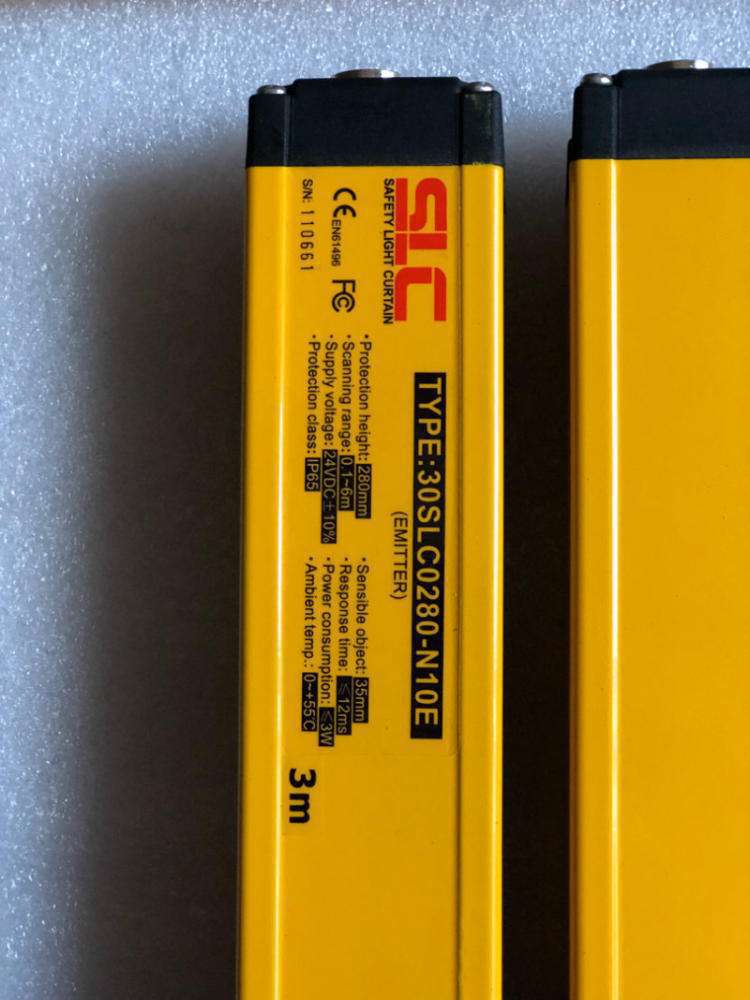 SLC
SAFETY LIGHT CURTAIN
CE EN61496 FC
S/N: 110661
TYPE:30SLC0280-N10E
(EMITTER)
·Protection height: 280mm
·Scanning range: 0.1~6m
·Supply voltage: 24VDC±10%
·Protection class: IP65
·Sensible object: 35mm
·Response time: ≤12ms
·Power consumption: ≤3W
·Ambient temp.: 0~+55℃
3m